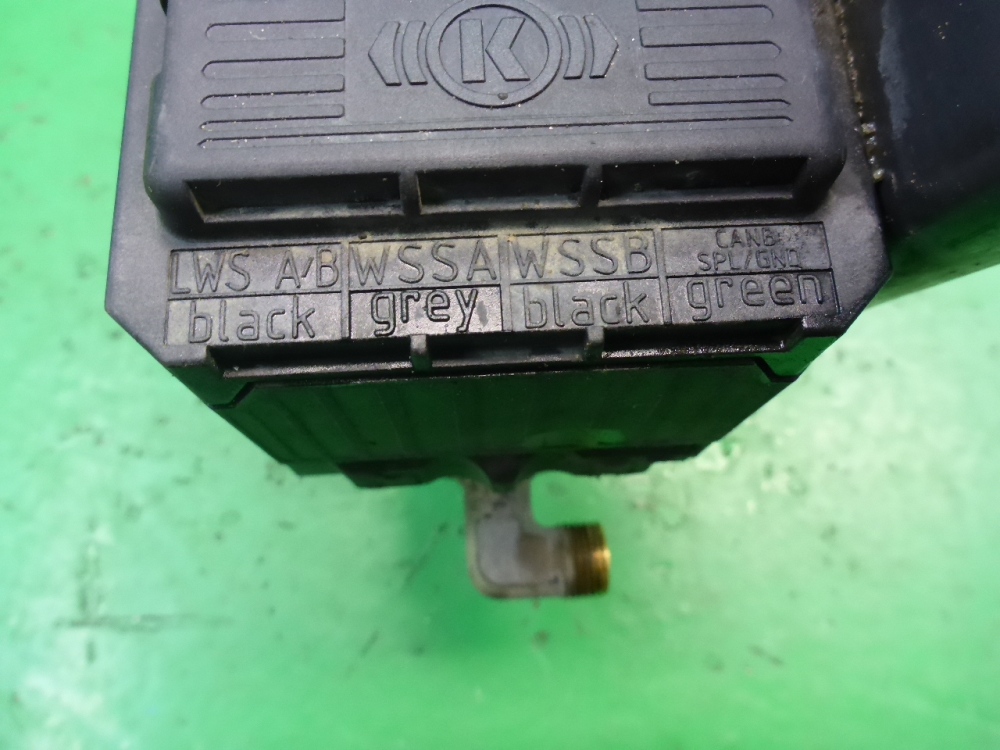 K
LWS A/B WSSA WSSB CANB
SPL/GND
black grey black green